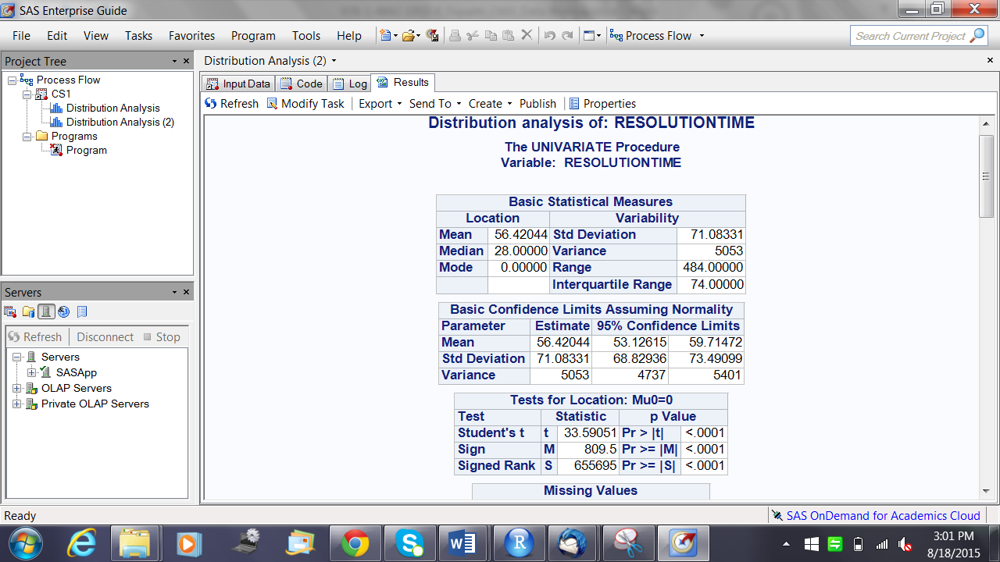 SAS Enterprise Guide
File Edit View Tasks Favorites Program Tools Help Process Flow Search Current Project
Project Tree
Process Flow
CS1
Distribution Analysis
Distribution Analysis (2)
Programs
Program
Servers
Refresh Disconnect Stop
Servers
SASApp
OLAP Servers
Private OLAP Servers
Distribution Analysis (2)
Input Data Code Log Results
Refresh Modify Task Export Send To Create Publish Properties
Distribution analysis of: RESOLUTIONTIME
The UNIVARIATE Procedure
Variable: RESOLUTIONTIME
Basic Statistical Measures
Location Variability
Mean 56.42044 Std Deviation 71.08331
Median 28.00000 Variance 5053
Mode 0.00000 Range 484.00000
Interquartile Range 74.00000
Basic Confidence Limits Assuming Normality
Parameter Estimate 95% Confidence Limits
Mean 56.42044 53.12615 59.71472
Std Deviation 71.08331 68.82936 73.49099
Variance 5053 4737 5401
Tests for Location: Mu0=0
Test Statistic p Value
Student's t t 33.59051 Pr > |t| <.0001
Sign M 809.5 Pr >= |M| <.0001
Signed Rank S 655695 Pr >= |S| <.0001
Missing Values
Ready SAS OnDemand for Academics Cloud
3:01 PM
8/18/2015